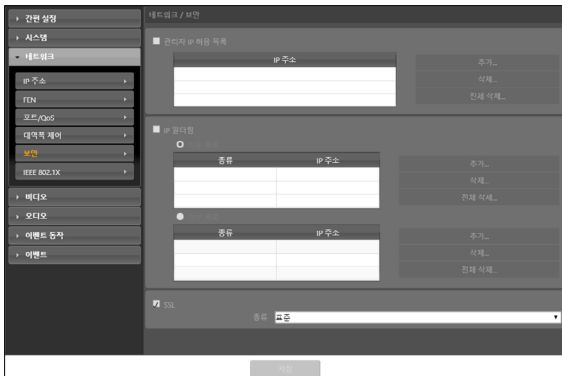 간편 설정
시스템
네트워크
IP 주소
FEN
포트/QoS
대역폭 제어
보안
IEEE 802.1X
비디오
오디오
이벤트 동작
이벤트
네트워크 / 보안
관리자 IP 허용 목록
IP 주소
추가...
삭제...
전체 삭제...
IP 필터링
종류 IP 주소
추가...
삭제...
전체 삭제...
종류 IP 주소
추가...
삭제...
전체 삭제...
SSL
종류 표준
저장